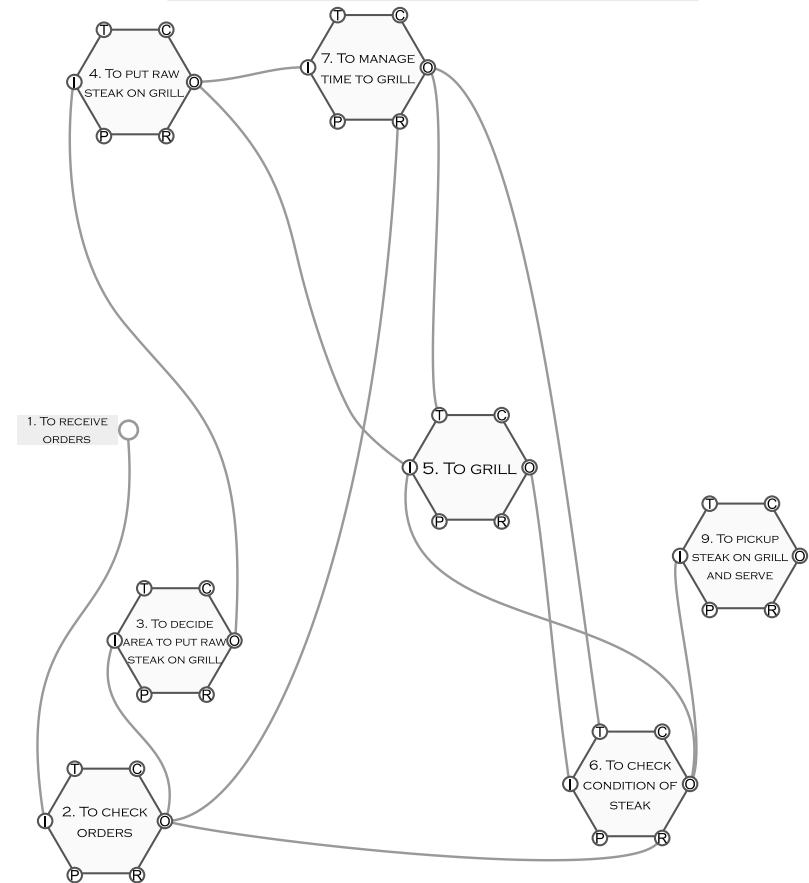 T C
I 4. To put raw O
steak on grill
P R
T C
I 7. To manage O
time to grill
P R
1. To receive
orders
T C
I 5. To grill O
P R
T C
9. To pickup
I steak on grill O
and serve
P R
T C
3. To decide
I area to put raw O
steak on grill
P R
T C
6. To check
I condition of O
steak
P R
T C
2. To check
I orders O
P R